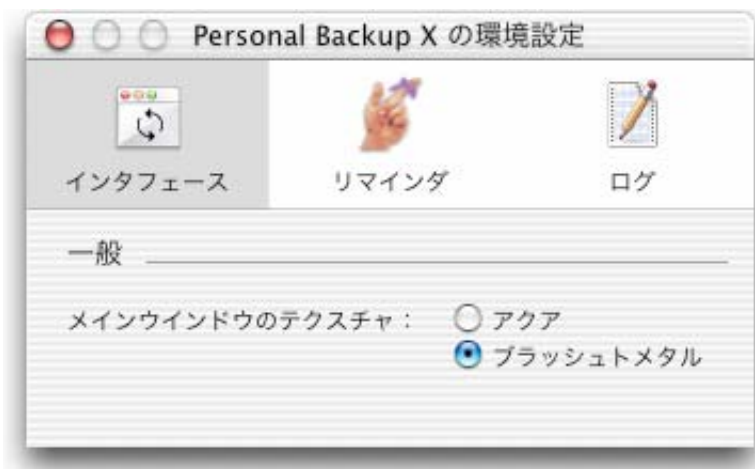 Personal Backup X の環境設定
インタフェース リマインダ ログ
一般
メインウインドウのテクスチャ： アクア
ブラッシュトメタル